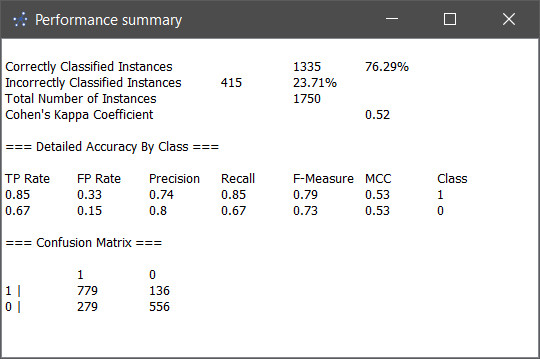 Performance summary
Correctly Classified Instances 1335 76.29%
Incorrectly Classified Instances 415 23.71%
Total Number of Instances 1750
Cohen's Kappa Coefficient 0.52
=== Detailed Accuracy By Class ===
TP Rate FP Rate Precision Recall F-Measure MCC Class
0.85 0.33 0.74 0.85 0.79 0.53 1
0.67 0.15 0.8 0.67 0.73 0.53 0
=== Confusion Matrix ===
1 0
1 | 779 136
0 | 279 556